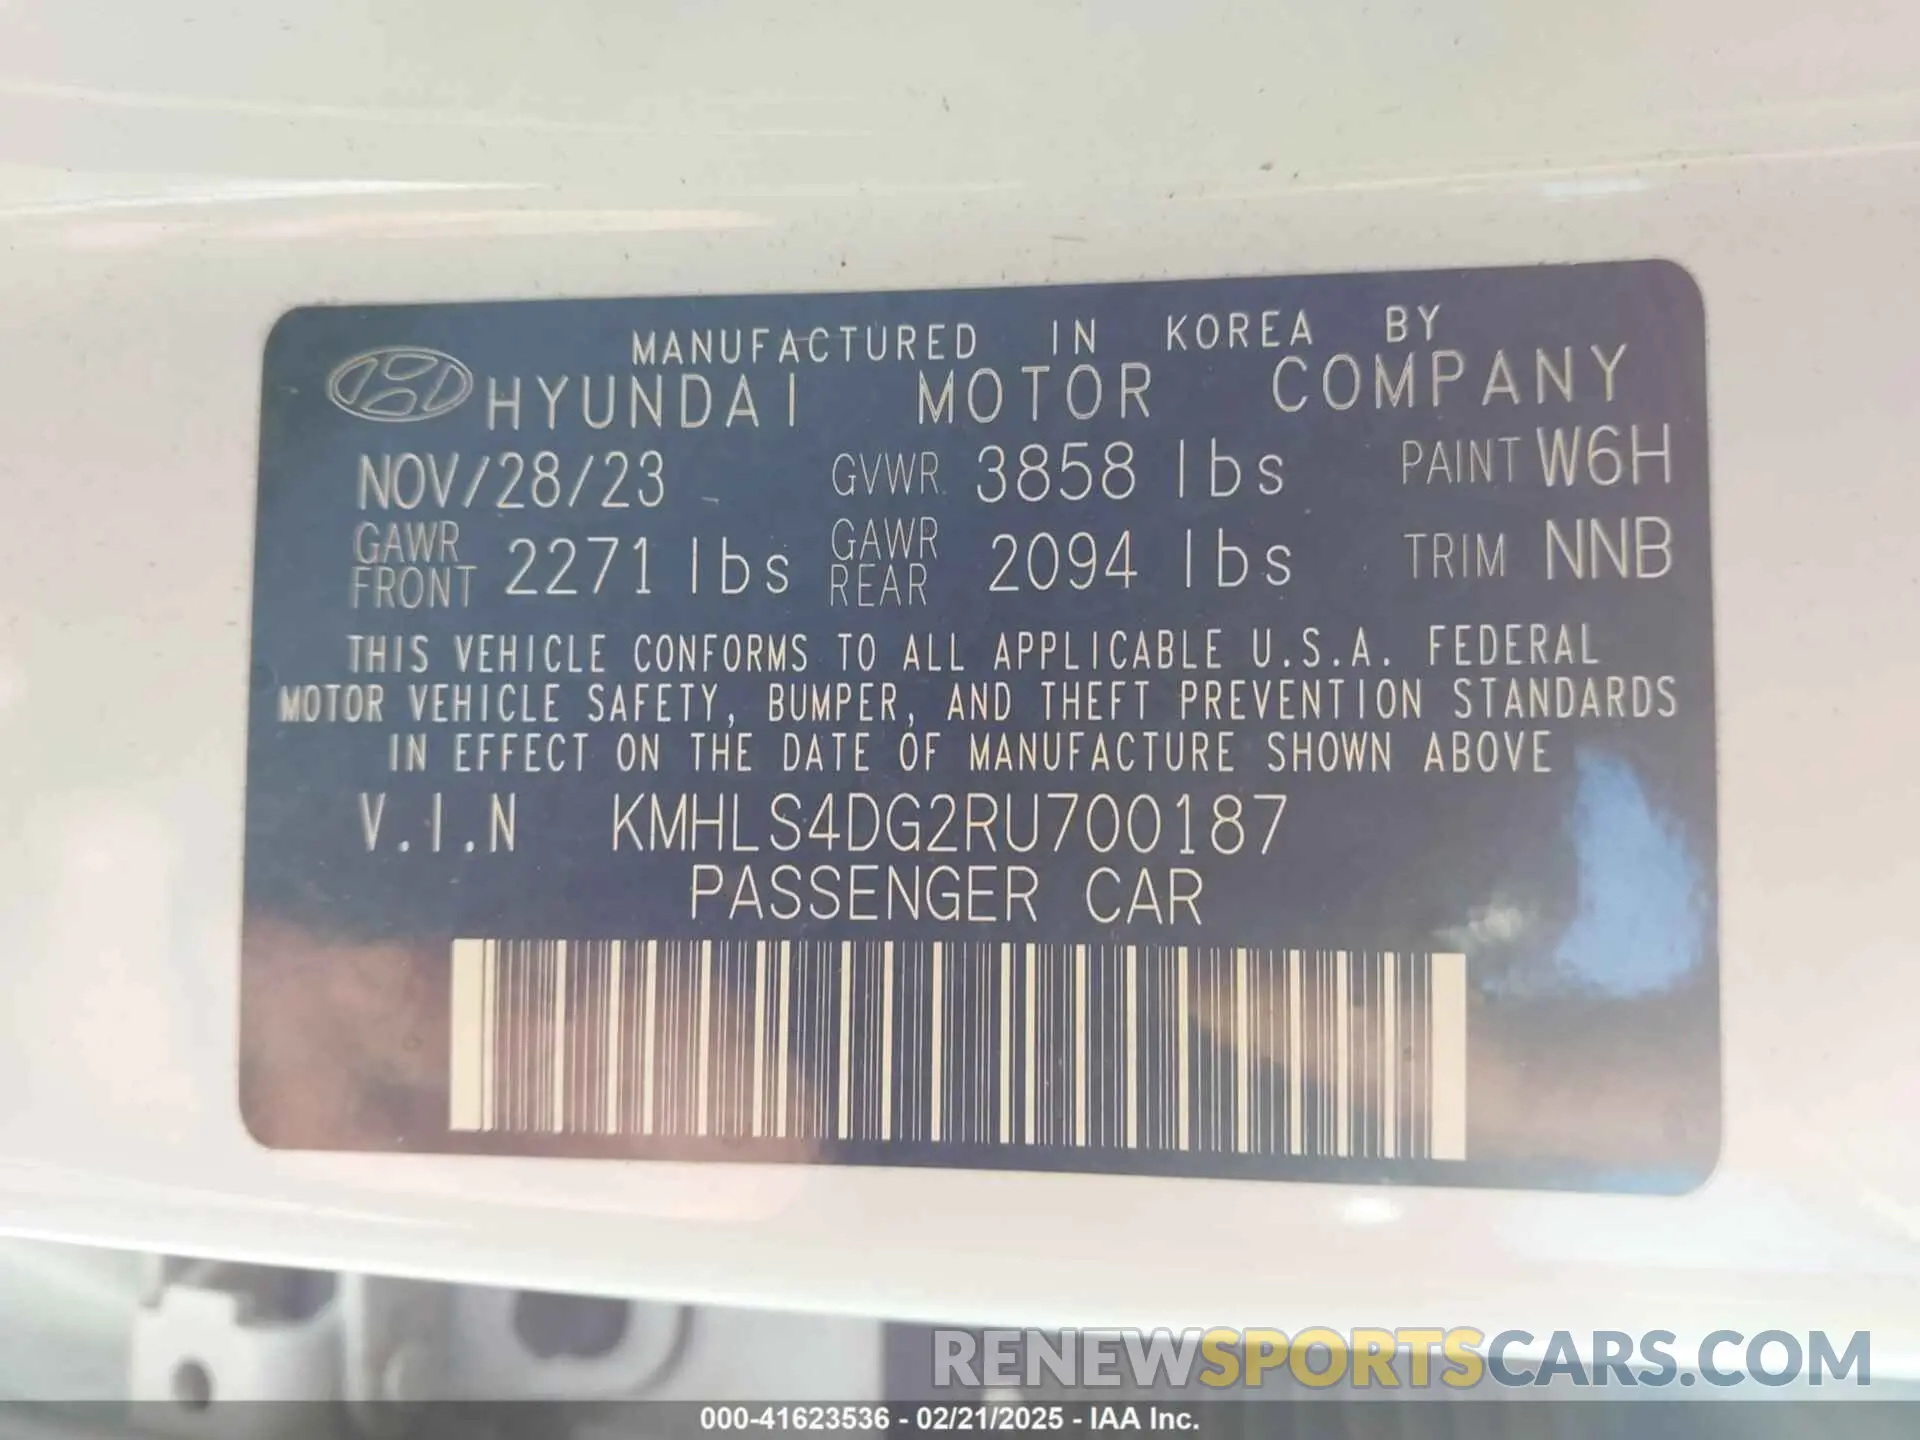 MANUFACTURED IN KOREA BY
HYUNDAI MOTOR COMPANY
NOV/28/23 GVWR 3858 lbs PAINT W6H
GAWR FRONT 2271 lbs GAWR REAR 2094 lbs TRIM NNB
THIS VEHICLE CONFORMS TO ALL APPLICABLE U.S.A. FEDERAL
MOTOR VEHICLE SAFETY, BUMPER, AND THEFT PREVENTION STANDARDS
IN EFFECT ON THE DATE OF MANUFACTURE SHOWN ABOVE
V.I.N KMHLS4DG2RU700187
PASSENGER CAR
RENEWSPORTSCARS.COM
000-41623536 - 02/21/2025 - IAA Inc.